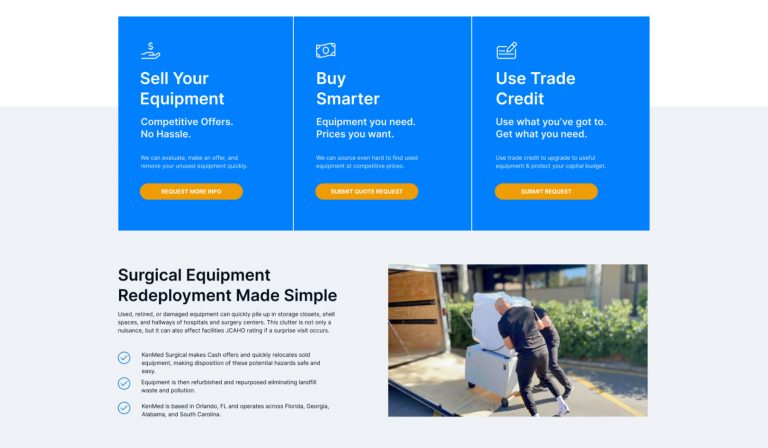 Sell Your
Equipment
Competitive Offers.
No Hassle.
We can evaluate, make an offer, and
remove your unused equipment quickly.
REQUEST MORE INFO
Buy
Smarter
Equipment you need.
Prices you want.
We can source even hard to find used
equipment at competitive prices.
SUBMIT QUOTE REQUEST
Use Trade
Credit
Use what you've got to.
Get what you need.
Use trade credit to upgrade to useful
equipment & protect your capital budget.
SUBMIT REQUEST
Surgical Equipment
Redeployment Made Simple
Used, retired, or damaged equipment can quickly pile up in storage closets, shell
spaces, and hallways of hospitals and surgery centers. This clutter is not only a
nuisance, but it can also affect facilities JCAHO rating if a surprise visit occurs.
KenMed Surgical makes Cash offers and quickly relocates sold
equipment, making disposition of these potential hazards safe and
easy.
Equipment is then refurbished and repurposed eliminating landfill
waste and pollution.
KenMed is based in Orlando, FL and operates across Florida, Georgia,
Alabama, and South Carolina.